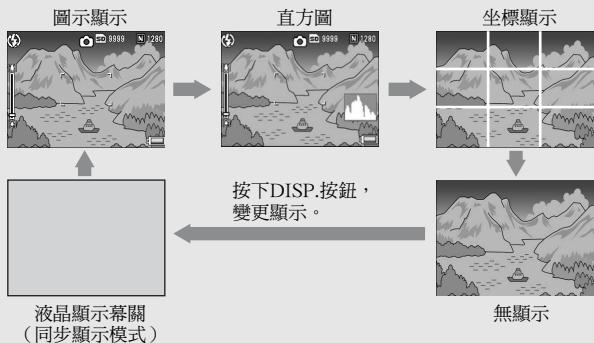 圖示顯示
直方圖
坐標顯示
SD 9999 N 1280
SD 9999 N 1280
按下DISP.按鈕，
變更顯示。
液晶顯示幕關
（同步顯示模式）
無顯示